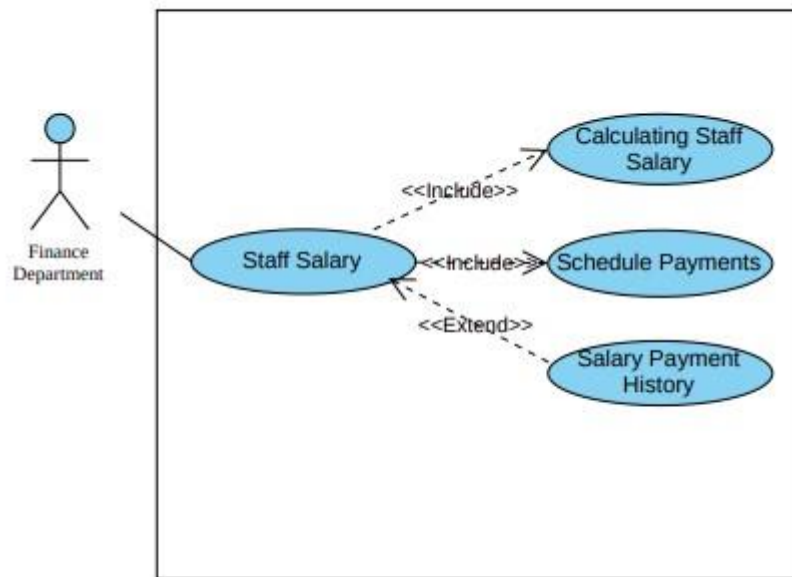 Calculating Staff
Salary
<<Include>>
Finance
Department
Staff Salary
<<Include>>
Schedule Payments
<<Extend>>
Salary Payment
History